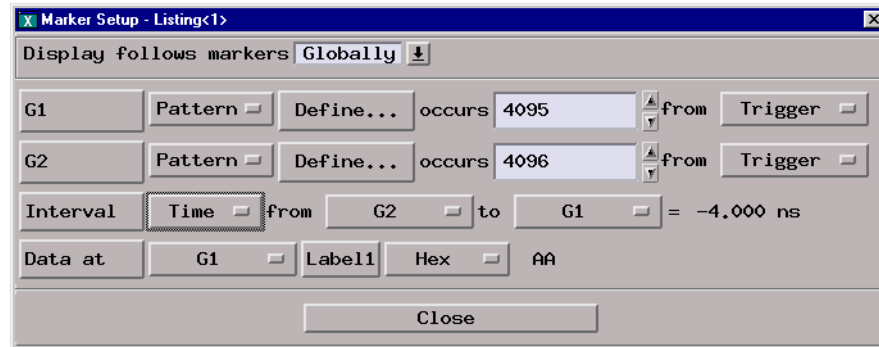 X Marker Setup - Listing<1>
Display follows markers Globally
G1 Pattern Define... occurs 4095 from Trigger
G2 Pattern Define... occurs 4096 from Trigger
Interval Time from G2 to G1 = -4.000 ns
Data at G1 Label1 Hex AA
Close